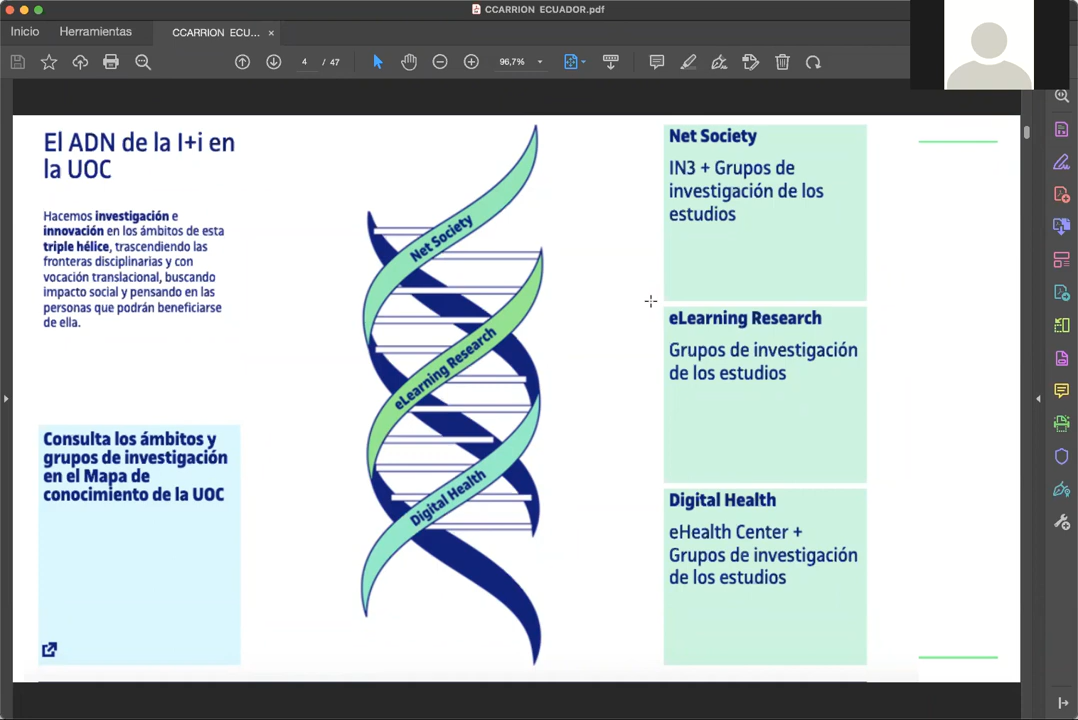 CCARRION ECUADOR.pdf
Inicio
Herramientas
CCARRION ECU...
4 / 47
96,7%
El ADN de la I+i en
la UOC
Hacemos investigación e
innovación en los ámbitos de esta
triple hélice, trascendiendo las
fronteras disciplinarias y con
vocación translacional, buscando
impacto social y pensando en las
personas que podrán beneficiarse
de ella.
Consulta los ámbitos y
grupos de investigación
en el Mapa de
conocimiento de la UOC
Net Society
eLearning Research
Digital Health
Net Society
IN3 + Grupos de
investigación de los
estudios
eLearning Research
Grupos de investigación
de los estudios
Digital Health
eHealth Center +
Grupos de investigación
de los estudios